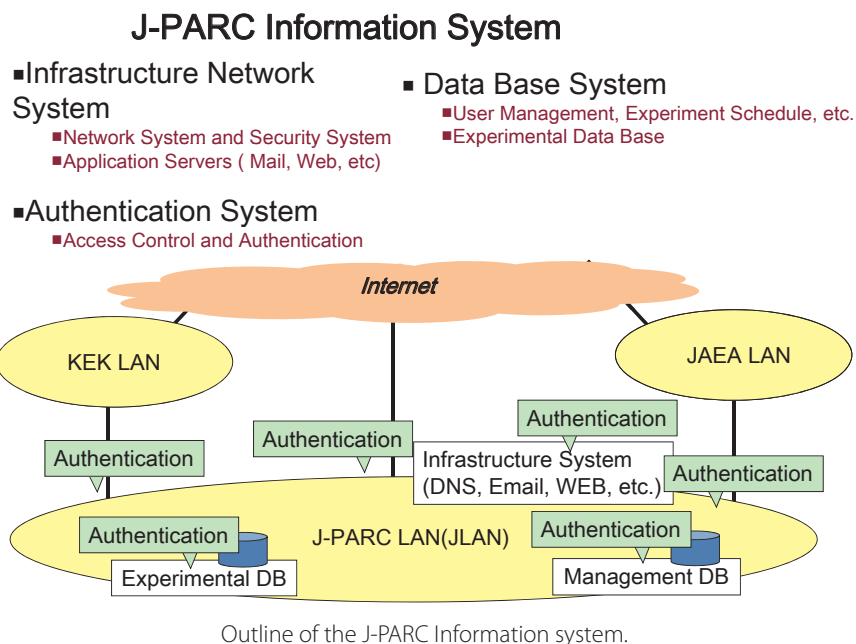 J-PARC Information System
▪Infrastructure Network
System
▪Network System and Security System
▪Application Servers ( Mail, Web, etc)
▪ Data Base System
▪User Management, Experiment Schedule, etc.
▪Experimental Data Base
▪Authentication System
▪Access Control and Authentication
Internet
KEK LAN
JAEA LAN
Authentication
Authentication
Authentication
Infrastructure System
(DNS, Email, WEB, etc.)
Authentication
Authentication
J-PARC LAN(JLAN)
Authentication
Experimental DB
Management DB
Outline of the J-PARC Information system.